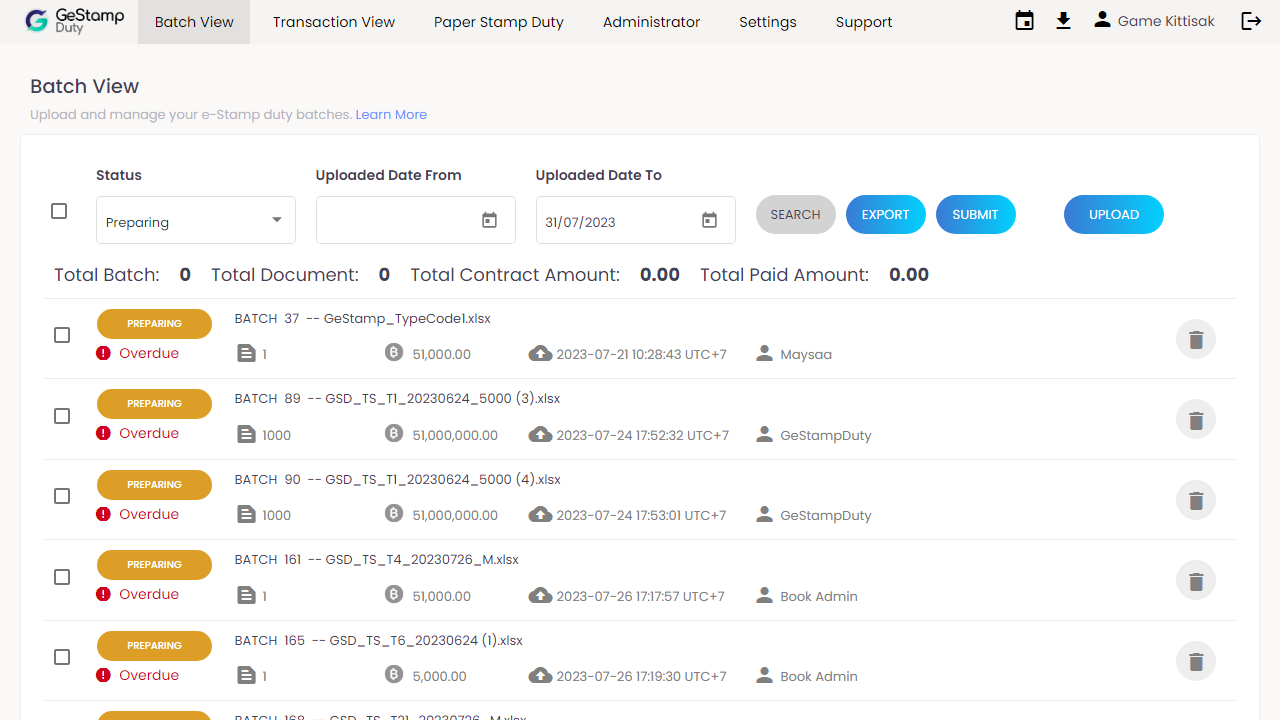 GeStamp
Duty
Batch View
Transaction View
Paper Stamp Duty
Administrator
Settings
Support
Game Kittisak
Batch View
Upload and manage your e-Stamp duty batches. Learn More
Status
Uploaded Date From
Uploaded Date To
Preparing
31/07/2023
SEARCH
EXPORT
SUBMIT
UPLOAD
Total Batch: 0 Total Document: 0 Total Contract Amount: 0.00 Total Paid Amount: 0.00
PREPARING
BATCH 37 -- GeStamp_TypeCode1.xlsx
Overdue
1
51,000.00
2023-07-21 10:28:43 UTC+7
Maysaa
PREPARING
BATCH 89 -- GSD_TS_T1_20230624_5000 (3).xlsx
Overdue
1000
51,000,000.00
2023-07-24 17:52:32 UTC+7
GeStampDuty
PREPARING
BATCH 90 -- GSD_TS_T1_20230624_5000 (4).xlsx
Overdue
1000
51,000,000.00
2023-07-24 17:53:01 UTC+7
GeStampDuty
PREPARING
BATCH 161 -- GSD_TS_T4_20230726_M.xlsx
Overdue
1
51,000.00
2023-07-26 17:17:57 UTC+7
Book Admin
PREPARING
BATCH 165 -- GSD_TS_T6_20230624 (1).xlsx
Overdue
1
5,000.00
2023-07-26 17:19:30 UTC+7
Book Admin
BATCH 168 -- GSD_TS_T21_20230726_M.xlsx